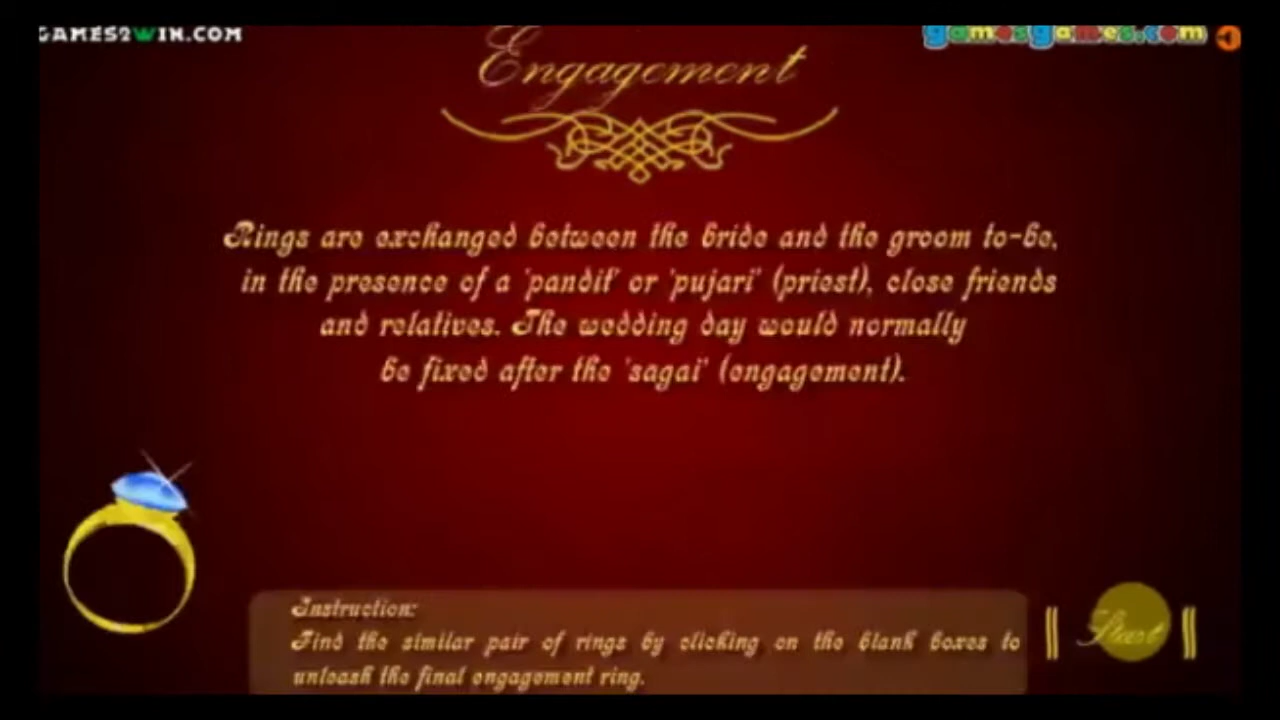 GAMES2WIN.COM
gamesgames.com
Engagement
Rings are exchanged between the bride and the groom to-be,
in the presence of a 'pandit' or 'pujari' (priest), close friends
and relatives. The wedding day would normally
be fixed after the 'sagai' (engagement).
Instruction:
Find the similar pair of rings by clicking on the blank boxes to
unleash the final engagement ring.
Start